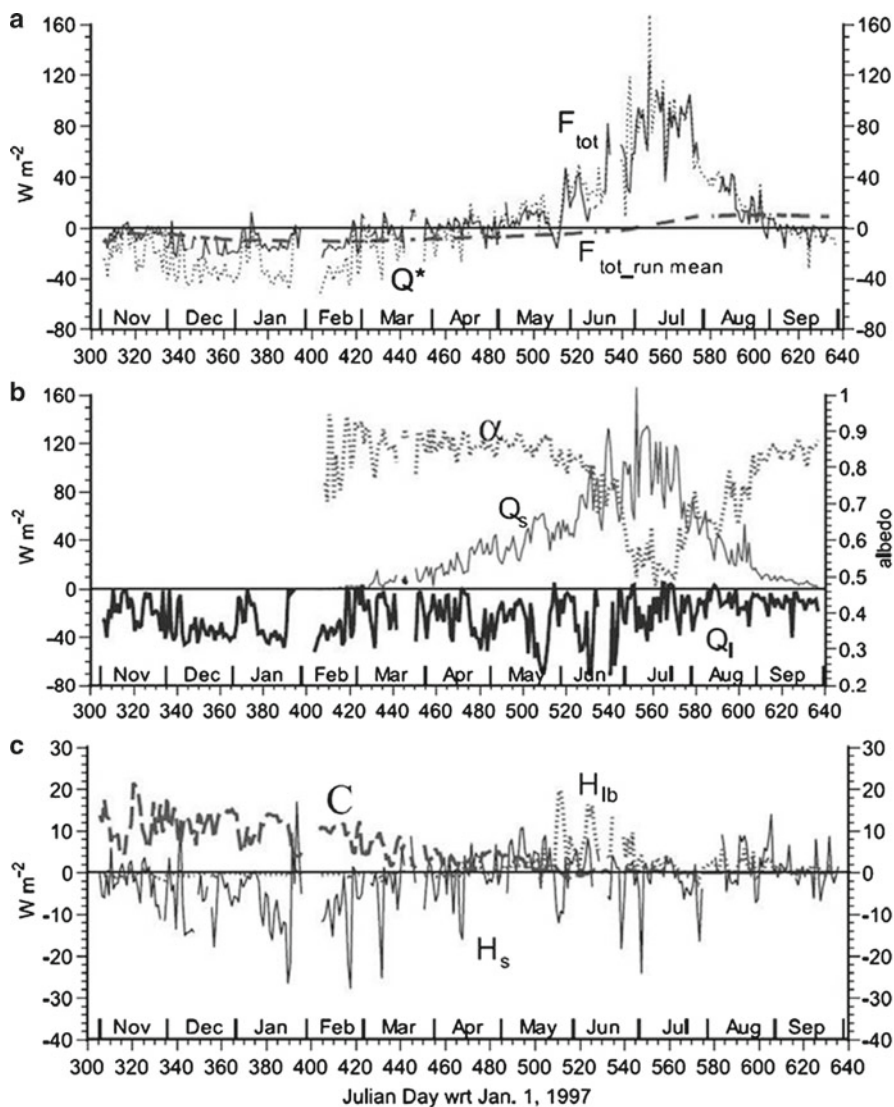 a
160 160
120 120
80 80
40 40
0 0
-40 -40
-80 -80
W m-2
Ftot
Q*
Ftot_run mean
Nov Dec Jan Feb Mar Apr May Jun Jul Aug Sep
300 320 340 360 380 400 420 440 460 480 500 520 540 560 580 600 620 640
b
160 1
120 0.9
80 0.8
40 0.7
0 0.6
-40 0.5
-80 0.4
0.3
0.2
W m-2
albedo
α
Qs
Ql
Nov Dec Jan Feb Mar Apr May Jun Jul Aug Sep
300 320 340 360 380 400 420 440 460 480 500 520 540 560 580 600 620 640
c
30 30
20 20
10 10
0 0
-10 -10
-20 -20
-30 -30
-40 -40
W m-2
C
Hlb
Hs
Nov Dec Jan Feb Mar Apr May Jun Jul Aug Sep
300 320 340 360 380 400 420 440 460 480 500 520 540 560 580 600 620 640
Julian Day wrt Jan. 1, 1997